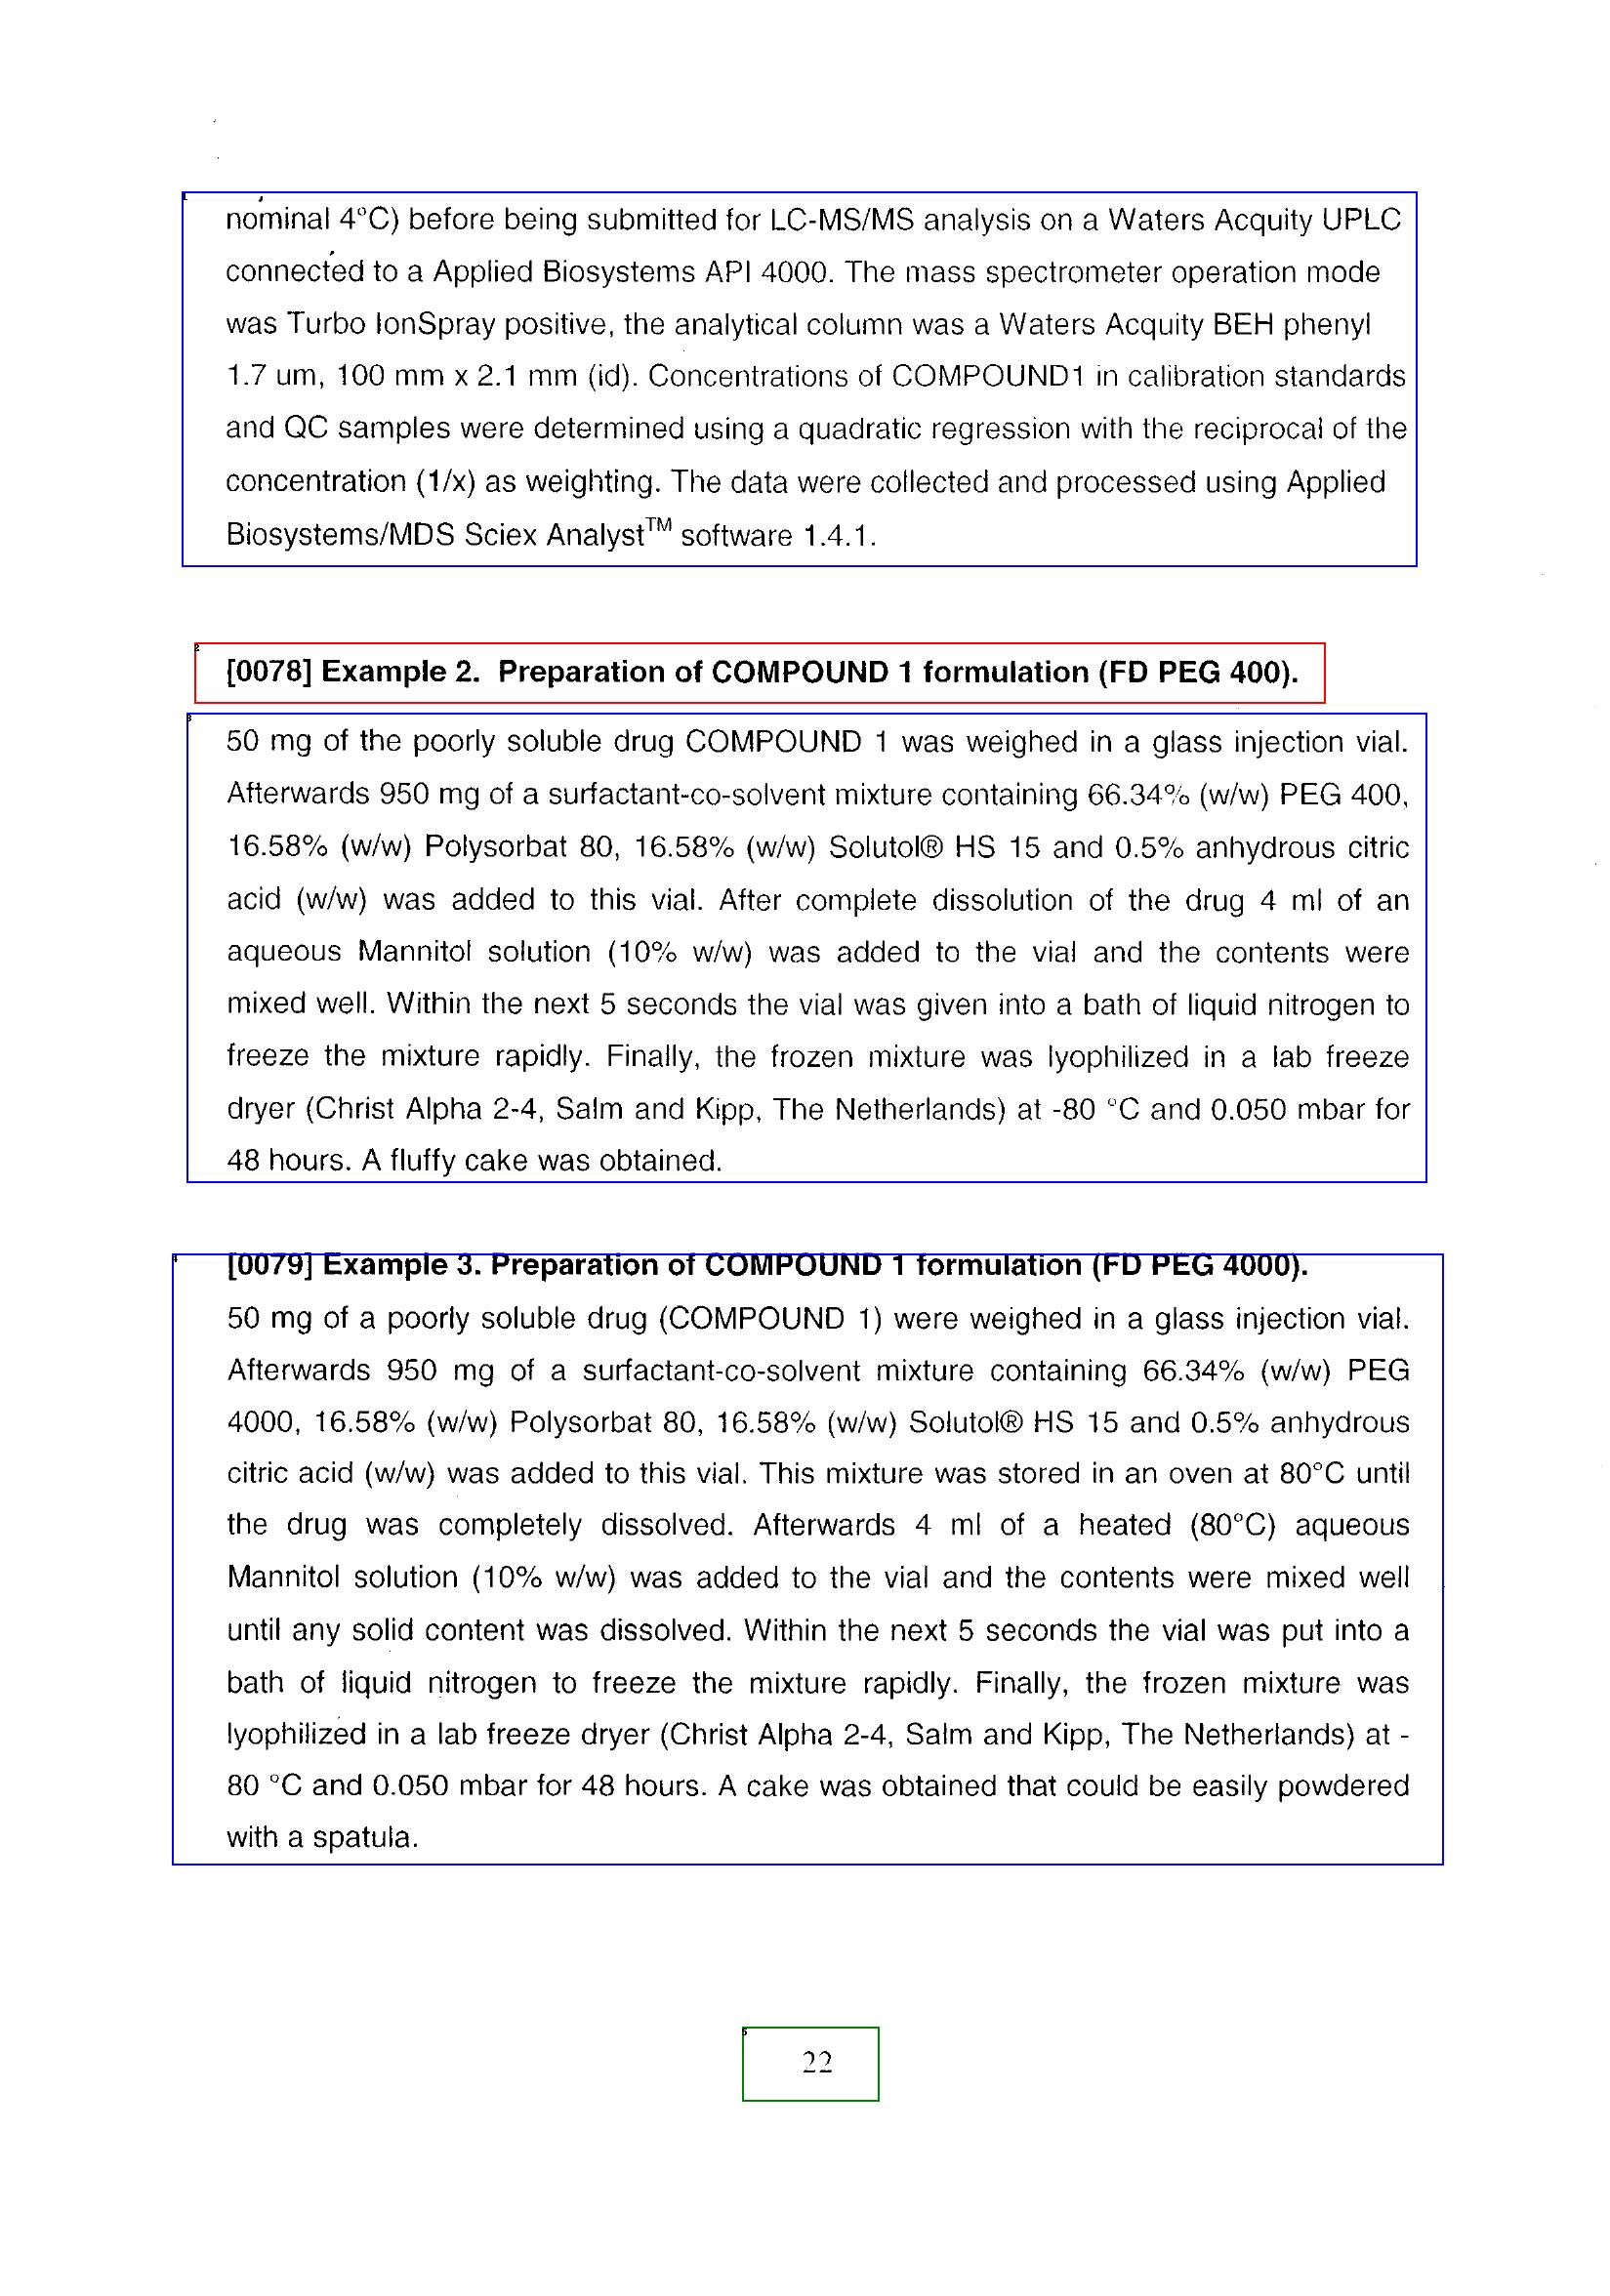 nominal 4°C) before being submitted for LC-MS/MS analysis on a Waters Acquity UPLC
connected to a Applied Biosystems API 4000. The mass spectrometer operation mode
was Turbo IonSpray positive, the analytical column was a Waters Acquity BEH phenyl
1.7 um, 100 mm x 2.1 mm (id). Concentrations of COMPOUND1 in calibration standards
and QC samples were determined using a quadratic regression with the reciprocal of the
concentration (1/x) as weighting. The data were collected and processed using Applied
Biosystems/MDS Sciex Analyst™ software 1.4.1.
[0078] Example 2. Preparation of COMPOUND 1 formulation (FD PEG 400).
50 mg of the poorly soluble drug COMPOUND 1 was weighed in a glass injection vial.
Afterwards 950 mg of a surfactant-co-solvent mixture containing 66.34% (w/w) PEG 400,
16.58% (w/w) Polysorbat 80, 16.58% (w/w) Solutol® HS 15 and 0.5% anhydrous citric
acid (w/w) was added to this vial. After complete dissolution of the drug 4 ml of an
aqueous Mannitol solution (10% w/w) was added to the vial and the contents were
mixed well. Within the next 5 seconds the vial was given into a bath of liquid nitrogen to
freeze the mixture rapidly. Finally, the frozen mixture was lyophilized in a lab freeze
dryer (Christ Alpha 2-4, Salm and Kipp, The Netherlands) at -80 °C and 0.050 mbar for
48 hours. A fluffy cake was obtained.
[0079] Example 3. Preparation of COMPOUND 1 formulation (FD PEG 4000).
50 mg of a poorly soluble drug (COMPOUND 1) were weighed in a glass injection vial.
Afterwards 950 mg of a surfactant-co-solvent mixture containing 66.34% (w/w) PEG
4000, 16.58% (w/w) Polysorbat 80, 16.58% (w/w) Solutol® HS 15 and 0.5% anhydrous
citric acid (w/w) was added to this vial. This mixture was stored in an oven at 80°C until
the drug was completely dissolved. Afterwards 4 ml of a heated (80°C) aqueous
Mannitol solution (10% w/w) was added to the vial and the contents were mixed well
until any solid content was dissolved. Within the next 5 seconds the vial was put into a
bath of liquid nitrogen to freeze the mixture rapidly. Finally, the frozen mixture was
lyophilized in a lab freeze dryer (Christ Alpha 2-4, Salm and Kipp, The Netherlands) at -
80 °C and 0.050 mbar for 48 hours. A cake was obtained that could be easily powdered
with a spatula.
22